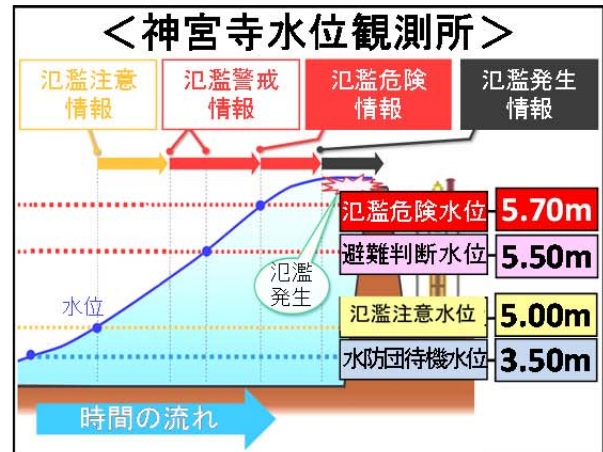 ＜神宮寺水位観測所＞
氾濫注意
情報
氾濫警戒
情報
氾濫危険
情報
氾濫発生
情報
氾濫危険水位 5.70m
避難判断水位 5.50m
氾濫
発生
水位
氾濫注意水位 5.00m
水防団待機水位 3.50m
時間の流れ